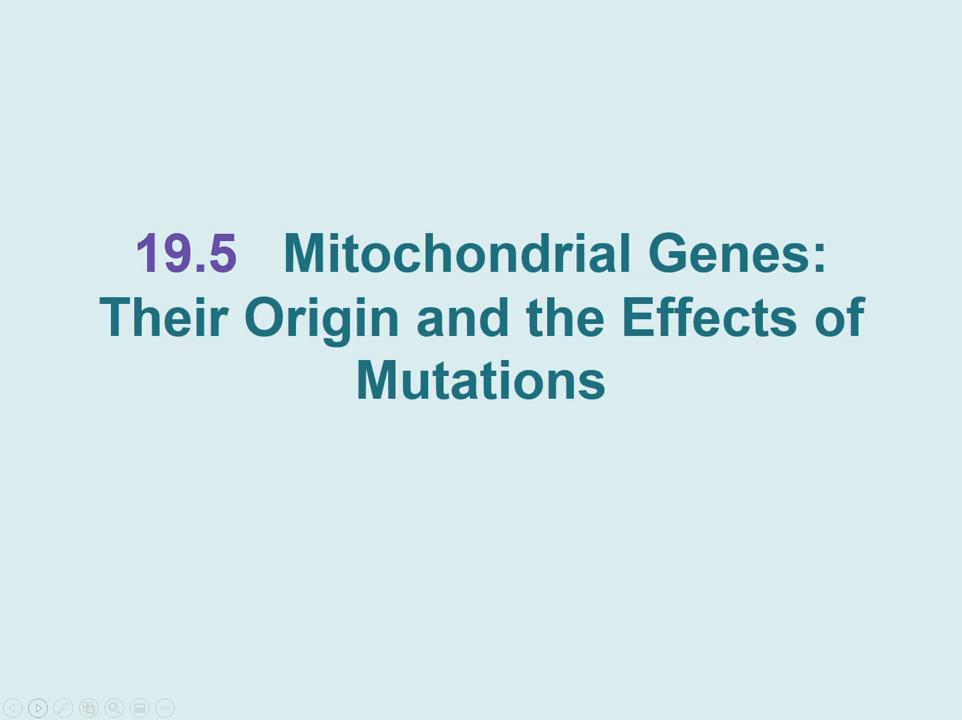 19.5 Mitochondrial Genes:
Their Origin and the Effects of
Mutations